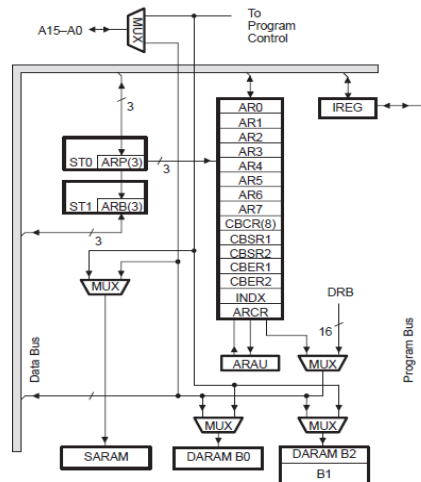 To
Program
Control
A15–A0
MUX
3
IREG
AR0
AR1
AR2
AR3
AR4
AR5
AR6
AR7
CBCR(8)
CBSR1
CBSR2
CBER1
CBER2
INDX
ARCR
ST0 ARP(3)
3
ST1 ARB(3)
3
MUX
DRB
16
Data Bus
Program Bus
ARAU
MUX
MUX
MUX
SARAM
DARAM B0
DARAM B2
B1